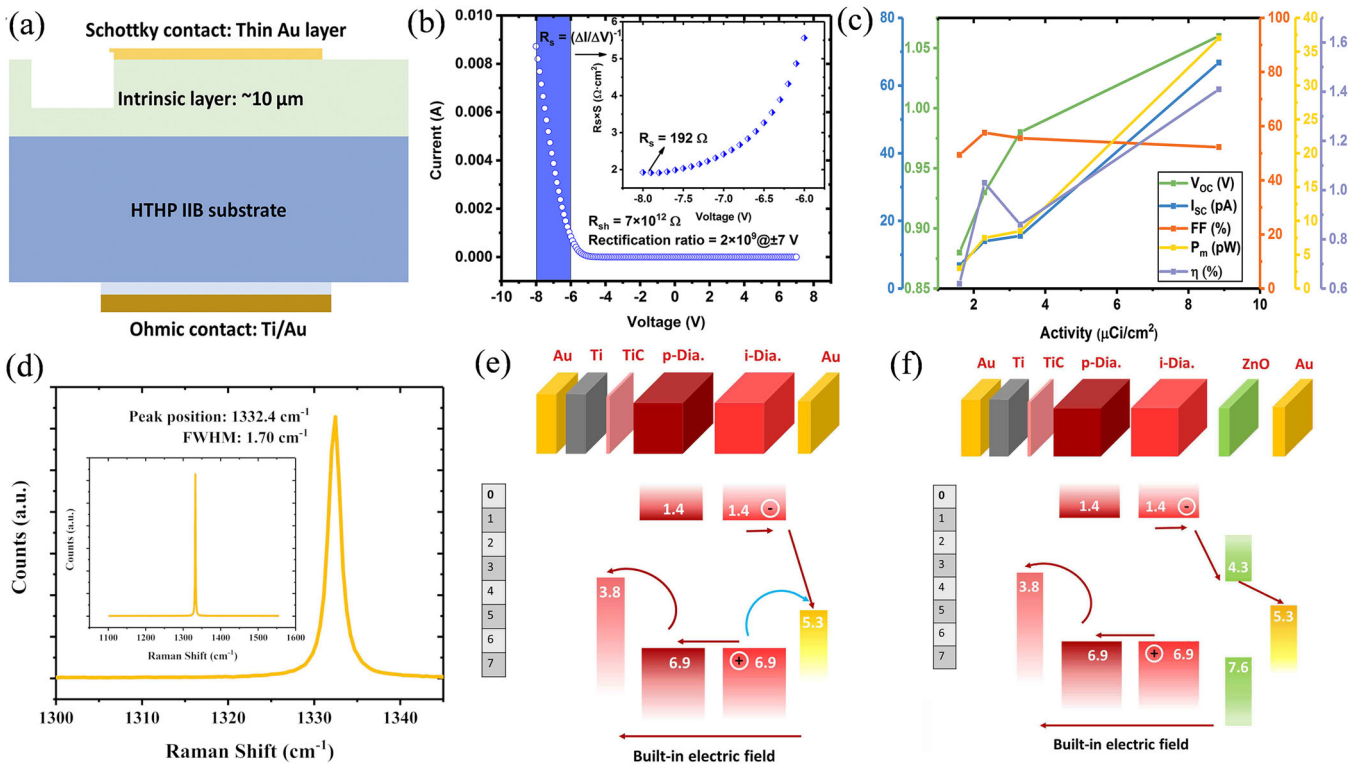 (a)
Schottky contact: Thin Au layer
Intrinsic layer: ~10 μm
HTHP IIB substrate
Ohmic contact: Ti/Au
(b)
0.010
0.008
0.006
0.004
0.002
0.000
Current (A)
-10 -8 -6 -4 -2 0 2 4 6 8
Voltage (V)
Rs = (ΔI/ΔV)⁻¹
Rs×S (Ω·cm²)
6
5
4
3
2
Rs = 192 Ω
-8.0 -7.5 -7.0 -6.5 -6.0
Voltage (V)
Rsh = 7×10¹² Ω
Rectification ratio = 2×10⁹@±7 V
(c)
80
60
40
20
0
1.05
1.00
0.95
0.90
0.85
100
80
60
40
20
0
40
35
30
25
20
15
10
5
0
1.6
1.4
1.2
1.0
0.8
0.6
VOC (V)
ISC (pA)
FF (%)
Pm (pW)
η (%)
2 4 6 8 10
Activity (μCi/cm²)
(d)
Counts (a.u.)
Peak position: 1332.4 cm⁻¹
FWHM: 1.70 cm⁻¹
Counts (a.u.)
1100 1200 1300 1400 1500 1600
Raman Shift (cm⁻¹)
1300 1310 1320 1330 1340
Raman Shift (cm⁻¹)
(e)
Au Ti TiC p-Dia. i-Dia. Au
0
1
2
3
4
5
6
7
1.4 1.4 -
3.8
5.3
6.9 + 6.9
Built-in electric field
(f)
Au Ti TiC p-Dia. i-Dia. ZnO Au
0
1
2
3
4
5
6
7
1.4 1.4 -
4.3
3.8
5.3
6.9 + 6.9
7.6
Built-in electric field